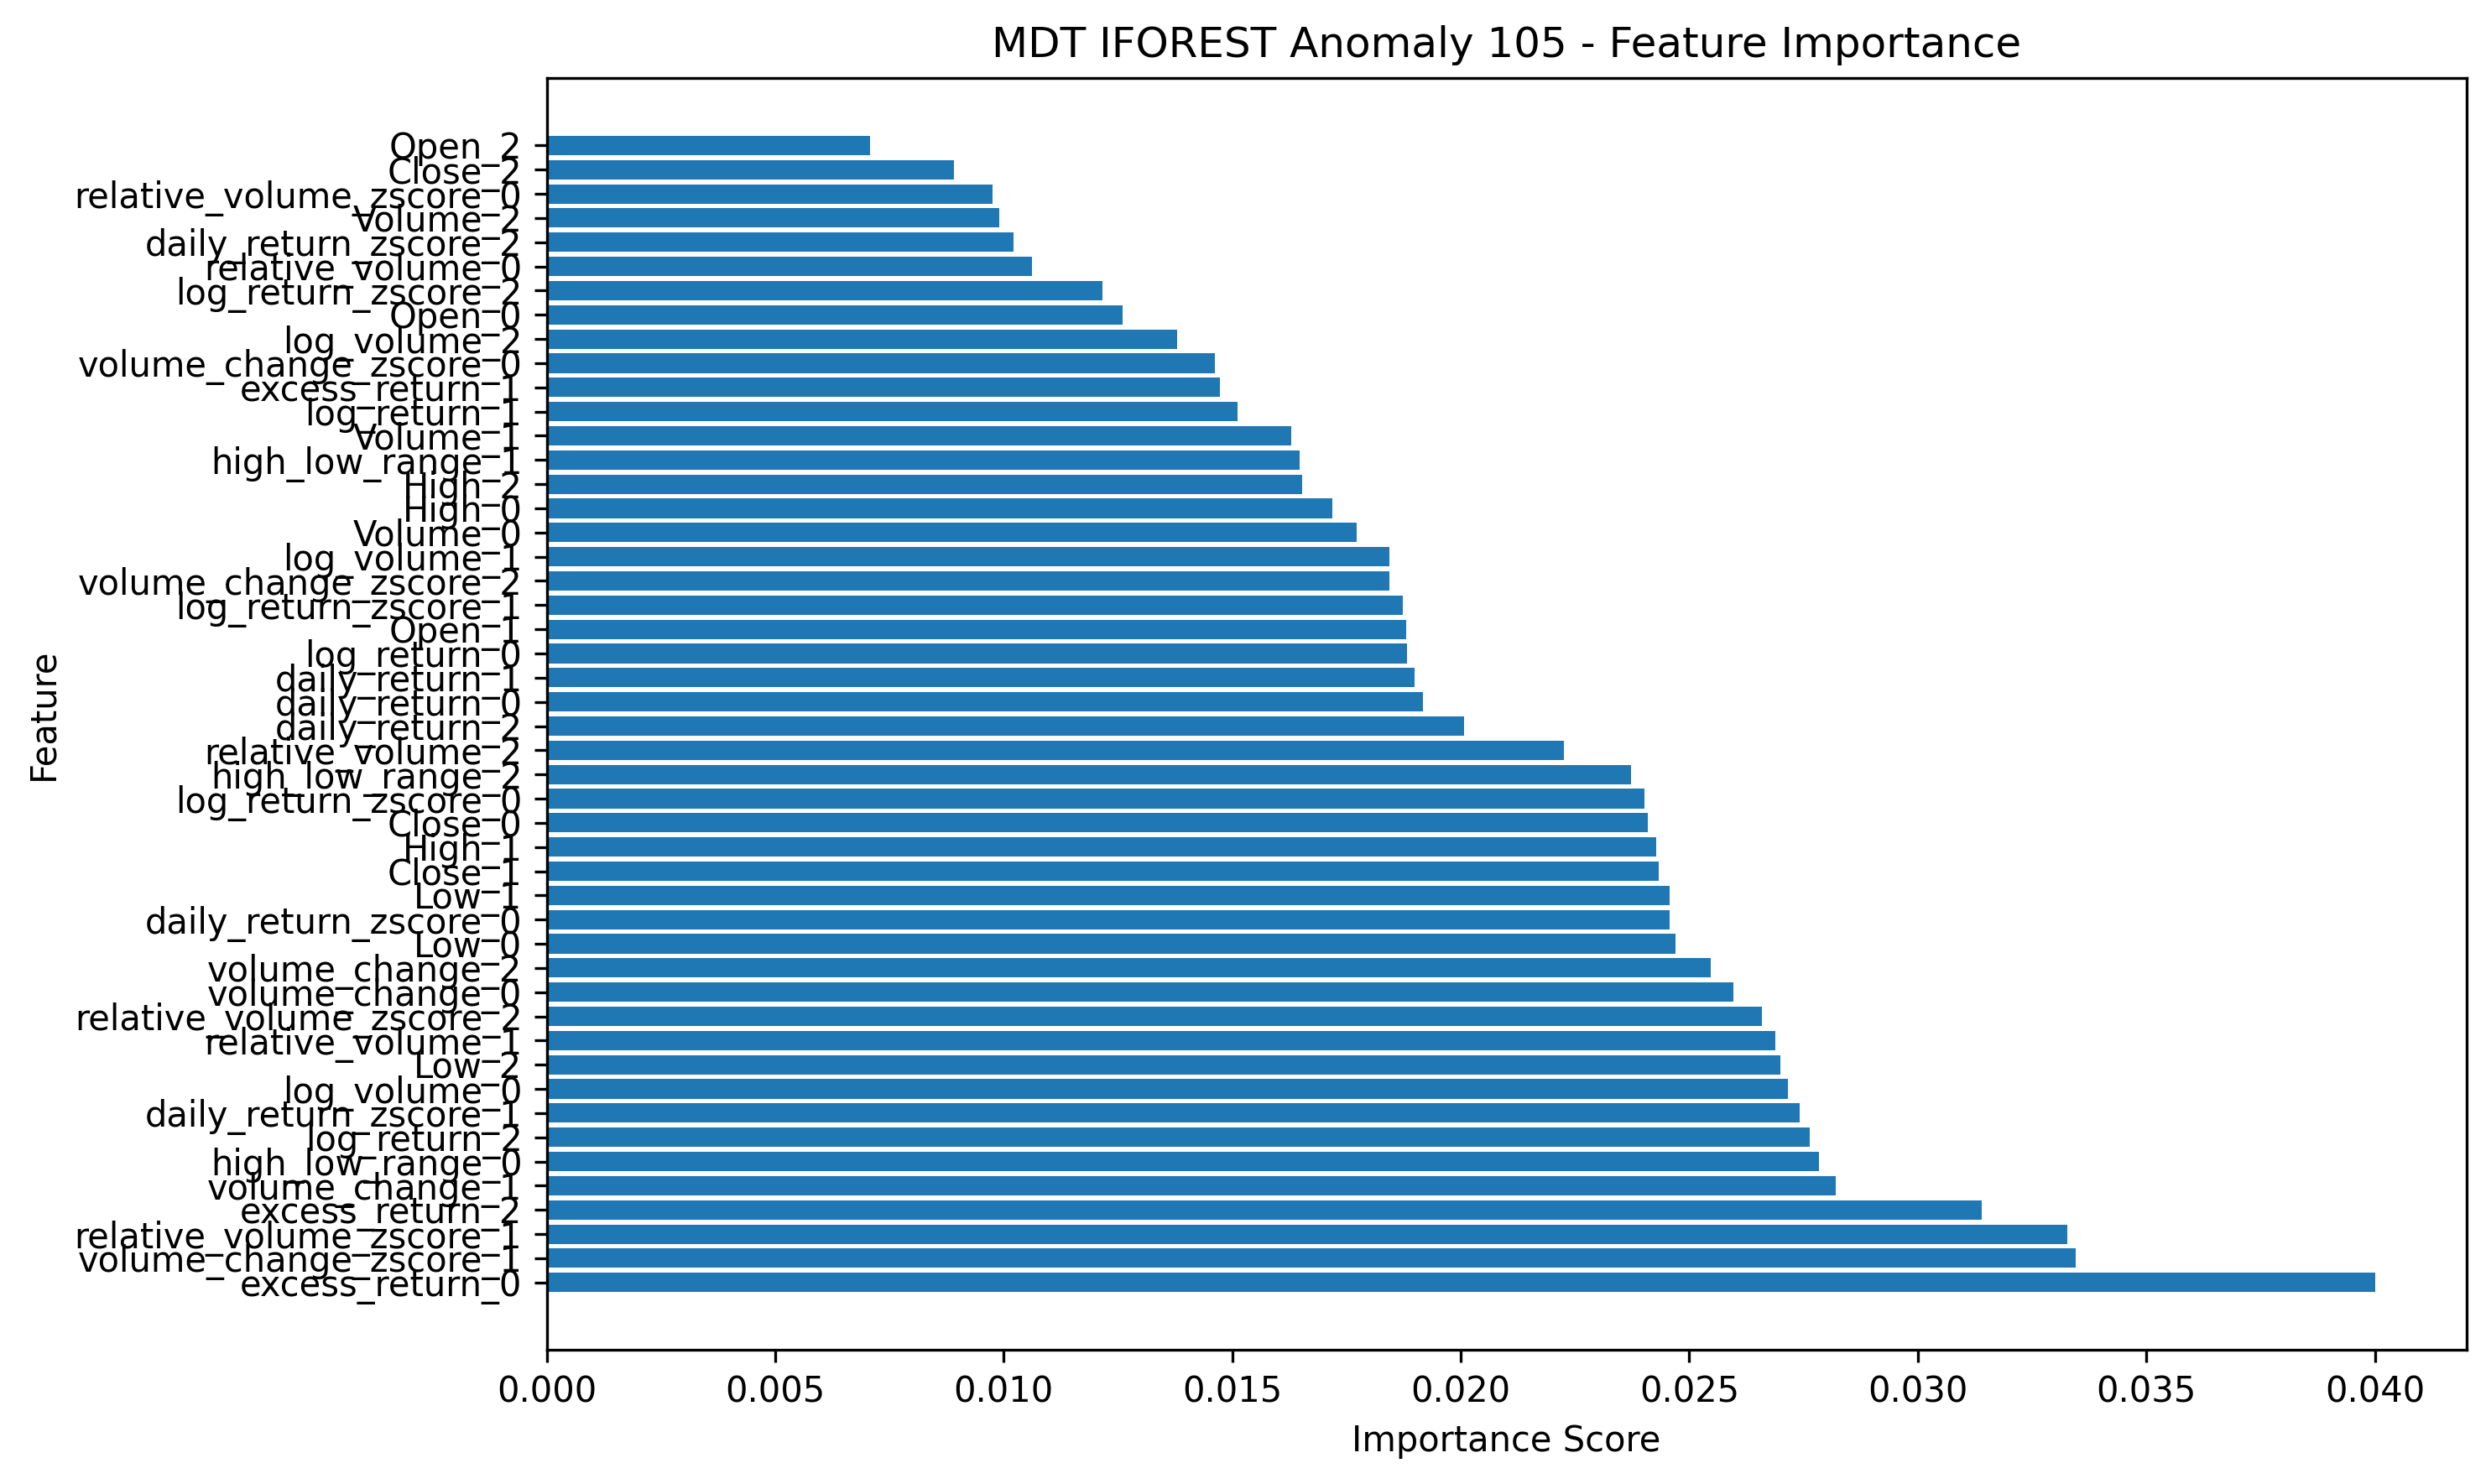 MDT IFOREST Anomaly 105 - Feature Importance
Open_2
Close_2
relative_volume_zscore_0
Volume_2
daily_return_zscore_2
relative_volume_0
log_return_zscore_2
Open_0
log_volume_2
volume_change_zscore_0
excess_return_1
log_return_1
Volume_1
high_low_range_1
High_2
High_0
Volume_0
log_volume_1
volume_change_zscore_2
log_return_zscore_1
Open_1
log_return_0
daily_return_1
daily_return_0
daily_return_2
relative_volume_2
high_low_range_2
log_return_zscore_0
Close_0
High_1
Close_1
Low_1
daily_return_zscore_0
Low_0
volume_change_2
volume_change_0
relative_volume_zscore_2
relative_volume_1
Low_2
log_volume_0
daily_return_zscore_1
log_return_2
high_low_range_0
volume_change_1
excess_return_2
relative_volume_zscore_1
volume_change_zscore_1
excess_return_0
Feature
0.000 0.005 0.010 0.015 0.020 0.025 0.030 0.035 0.040
Importance Score